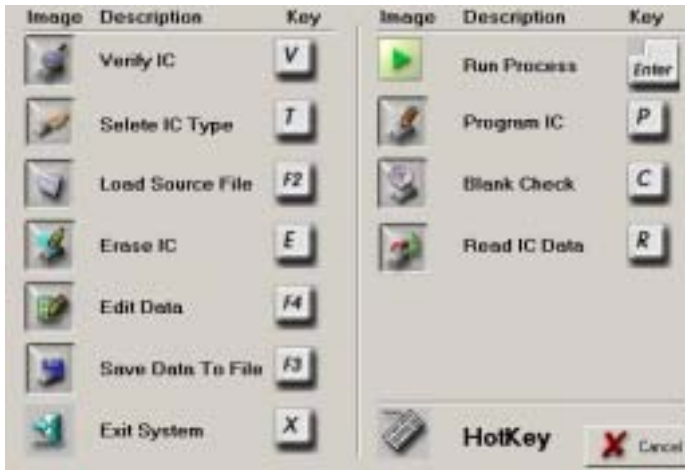 Image Description Key
Verify IC V
Selete IC Type T
Load Source File F2
Erase IC E
Edit Data F4
Save Data To File F3
Exit System X
Image Description Key
Run Process Enter
Program IC P
Blank Check C
Read IC Data R
HotKey Cancel